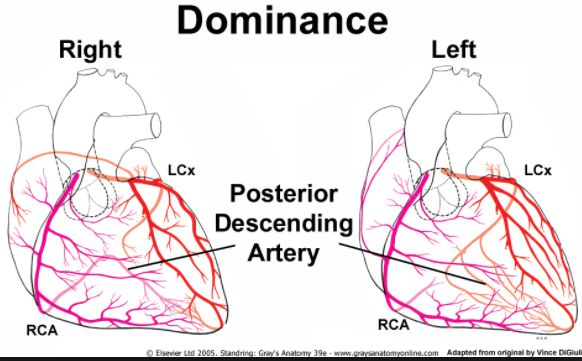 Dominance
Right
Left
LCx
LCx
Posterior
Descending
Artery
RCA
RCA
© Elsevier Ltd 2005. Standring: Gray's Anatomy 39e - www.graysanatomyonline.com Adapted from original by Vince DiGiulio